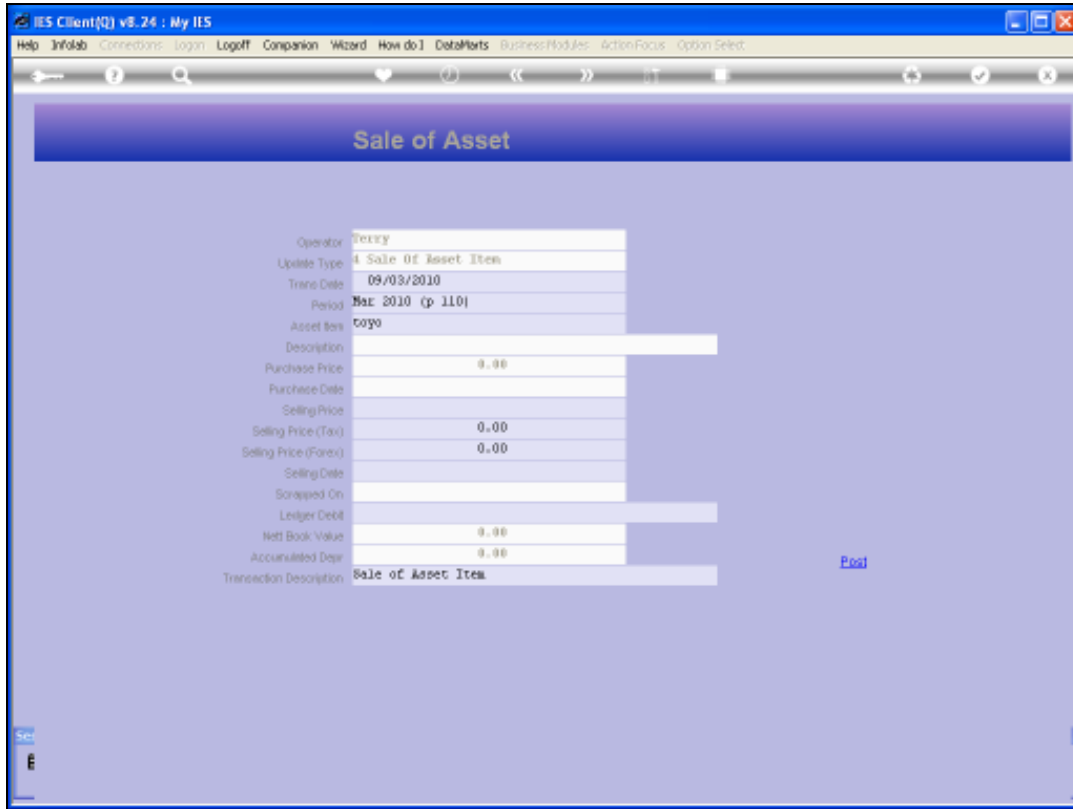 IES Client(Q) v8.24 : My IES
Help Infolab Connections Logon Logoff Companion Wizard How do I DataMarts Business Modules Action Focus Option Select
Sale of Asset
Operator Terry
Update Type 4 Sale Of Asset Item
Trans Date 09/03/2010
Period Mar 2010 (p 110)
Asset Item toyo
Description
Purchase Price 0.00
Purchase Date
Selling Price
Selling Price (Tax) 0.00
Selling Price (Forex) 0.00
Selling Date
Scrapped On
Ledger Debit
Nett Book Value 0.00
Accumulated Depr 0.00
Post
Transaction Description Sale of Asset Item
Ses